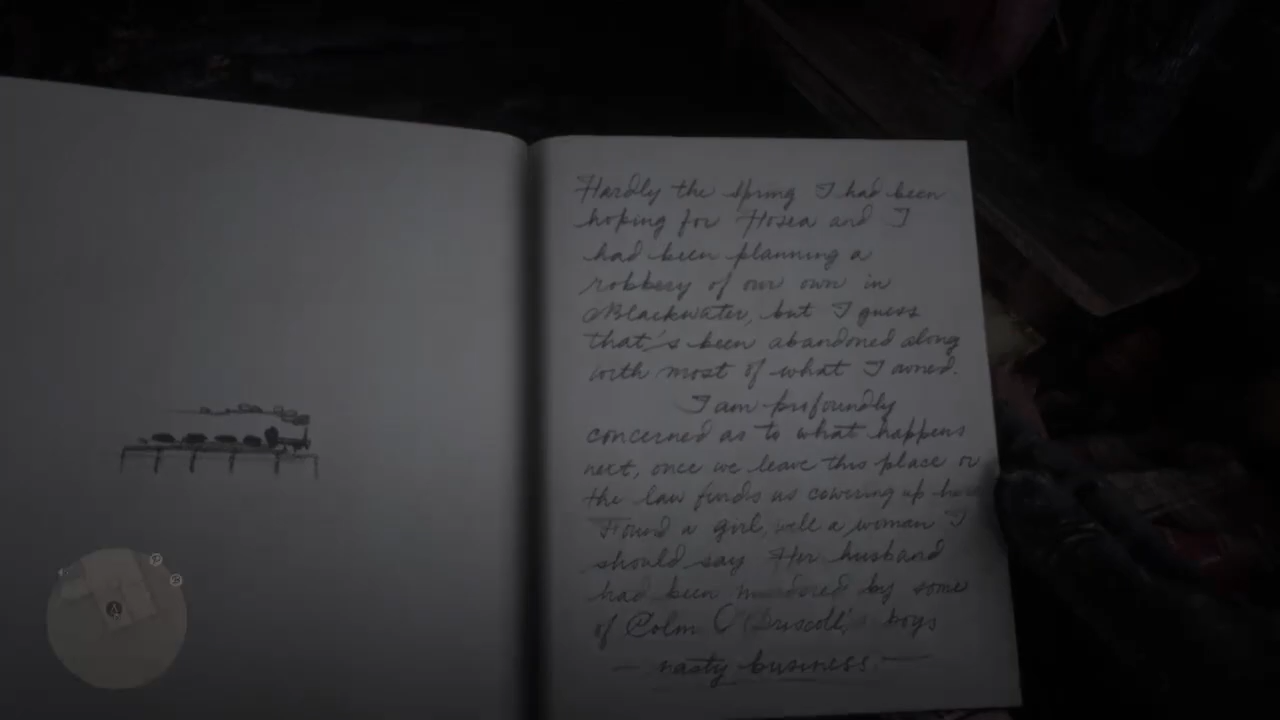 Hardly the spring I had been
hoping for Hosea and I
had been planning a
robbery of our own in
Blackwater, but I guess
that's been abandoned along
with most of what I owned.
I am profoundly
concerned as to what happens
next, once we leave this place or
the law finds us cowering up here
Found a girl, well a woman I
should say Her husband
had been murdered by some
of Colm O'Driscoll's boys
— nasty business. —